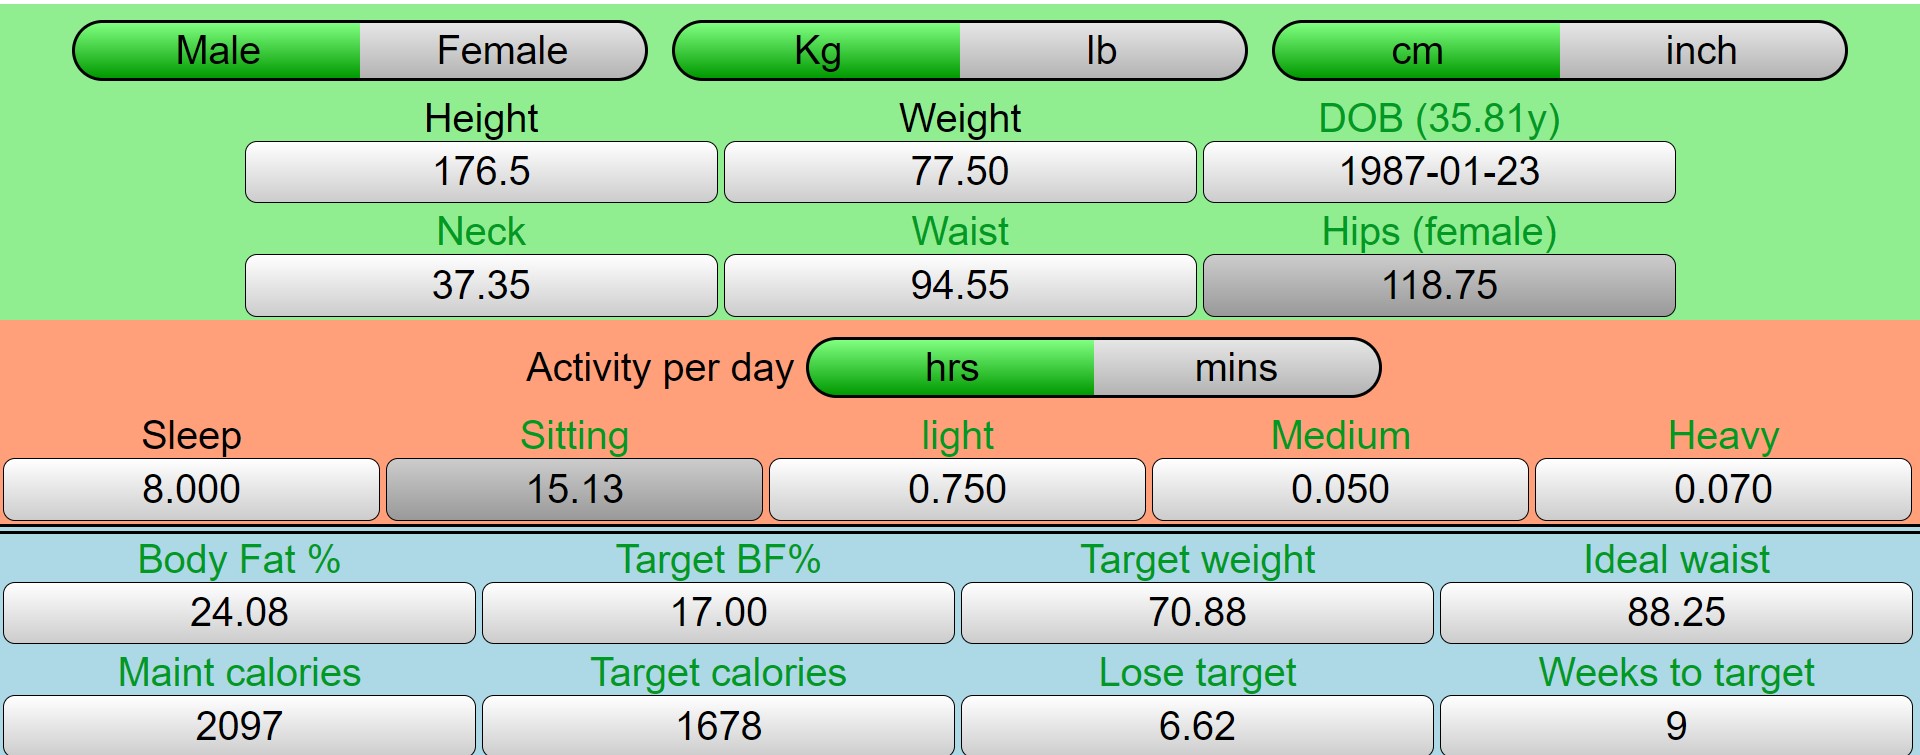 Male Female Kg lb cm inch
Height Weight DOB (35.81y)
176.5 77.50 1987-01-23
Neck Waist Hips (female)
37.35 94.55 118.75
Activity per day hrs mins
Sleep Sitting light Medium Heavy
8.000 15.13 0.750 0.050 0.070
Body Fat % Target BF% Target weight Ideal waist
24.08 17.00 70.88 88.25
Maint calories Target calories Lose target Weeks to target
2097 1678 6.62 9